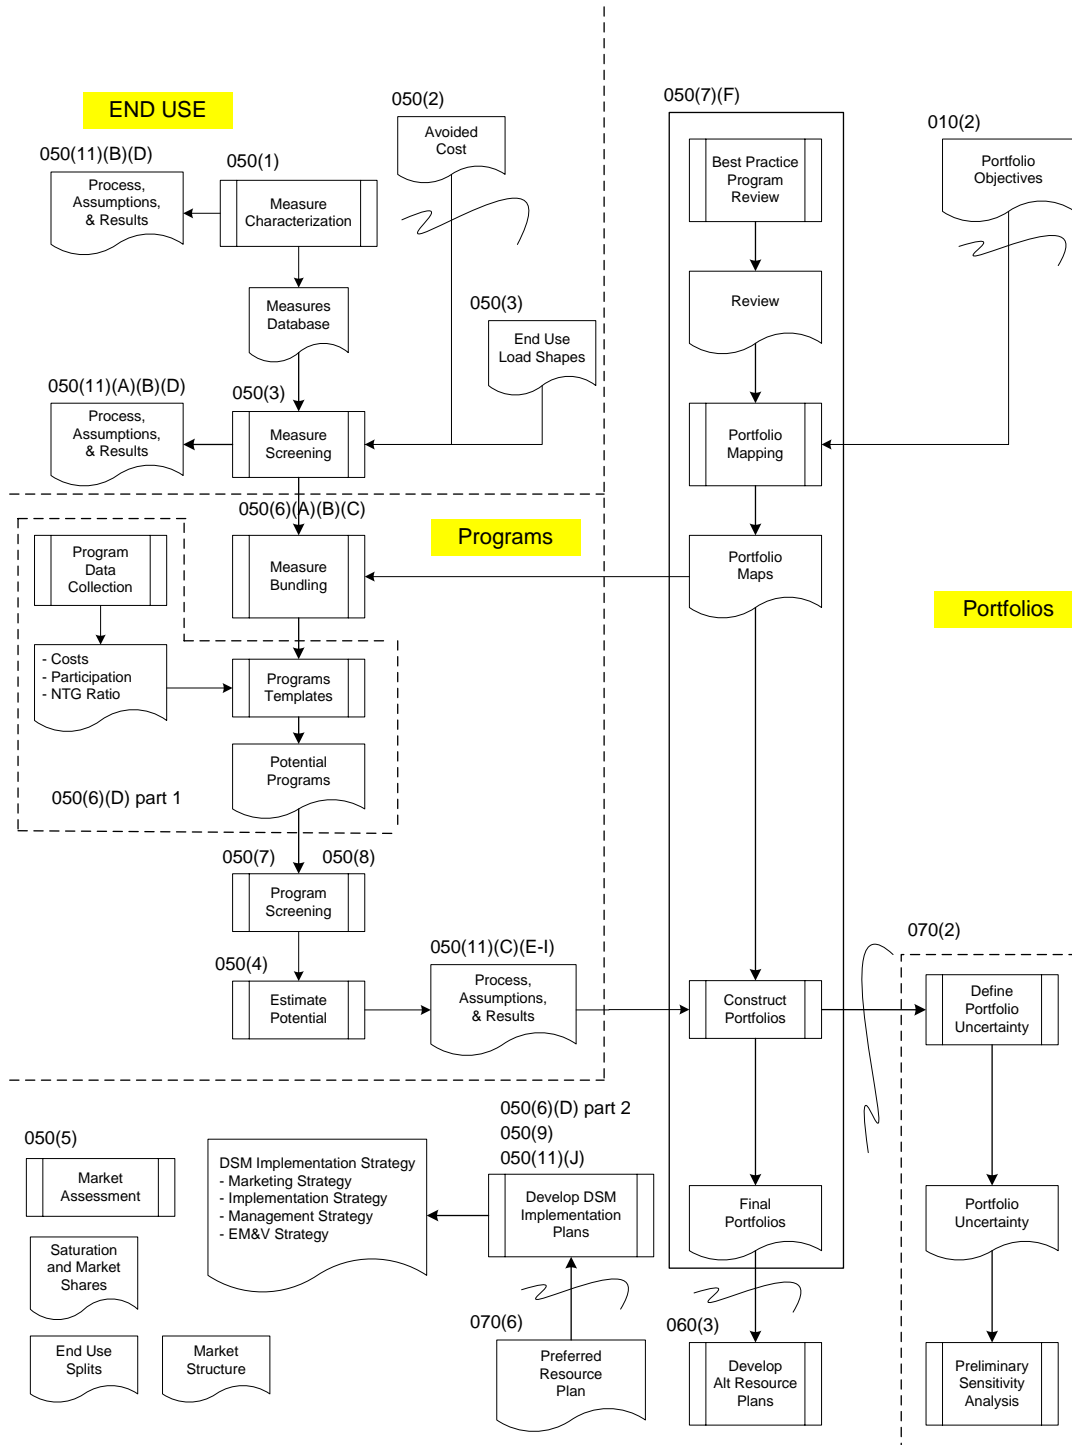 END USE
050(2)
Avoided
Cost
050(7)(F)
010(2)
Portfolio
Objectives
050(11)(B)(D)
Process,
Assumptions,
& Results
050(1)
Measure
Characterization
Best Practice
Program
Review
Measures
Database
050(3)
End Use
Load Shapes
Review
050(11)(A)(B)(D)
Process,
Assumptions,
& Results
050(3)
Measure
Screening
Portfolio
Mapping
050(6)(A)(B)(C)
Programs
Program
Data
Collection
Measure
Bundling
Portfolio
Maps
Portfolios
- Costs
- Participation
- NTG Ratio
Programs
Templates
Potential
Programs
050(6)(D) part 1
050(7)
050(8)
Program
Screening
050(4)
Estimate
Potential
050(11)(C)(E-I)
Process,
Assumptions,
& Results
Construct
Portfolios
070(2)
Define
Portfolio
Uncertainty
050(6)(D) part 2
050(9)
050(11)(J)
050(5)
Market
Assessment
DSM Implementation Strategy
- Marketing Strategy
- Implementation Strategy
- Management Strategy
- EM&V Strategy
Develop DSM
Implementation
Plans
Final
Portfolios
Portfolio
Uncertainty
Saturation
and Market
Shares
070(6)
060(3)
End Use
Splits
Market
Structure
Preferred
Resource
Plan
Develop
Alt Resource
Plans
Preliminary
Sensitivity
Analysis